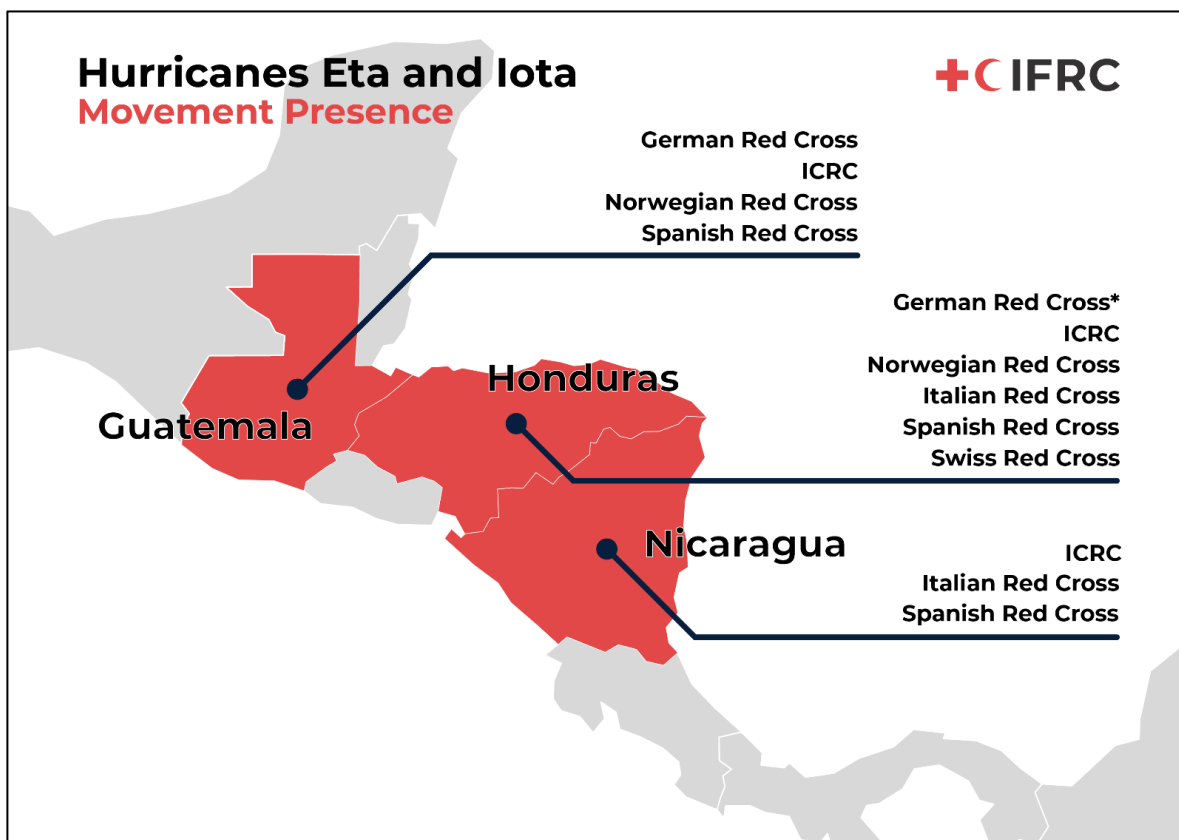 Hurricanes Eta and Iota
Movement Presence
IFRC
German Red Cross
ICRC
Norwegian Red Cross
Spanish Red Cross
German Red Cross*
ICRC
Norwegian Red Cross
Italian Red Cross
Spanish Red Cross
Swiss Red Cross
Honduras
Guatemala
Nicaragua
ICRC
Italian Red Cross
Spanish Red Cross